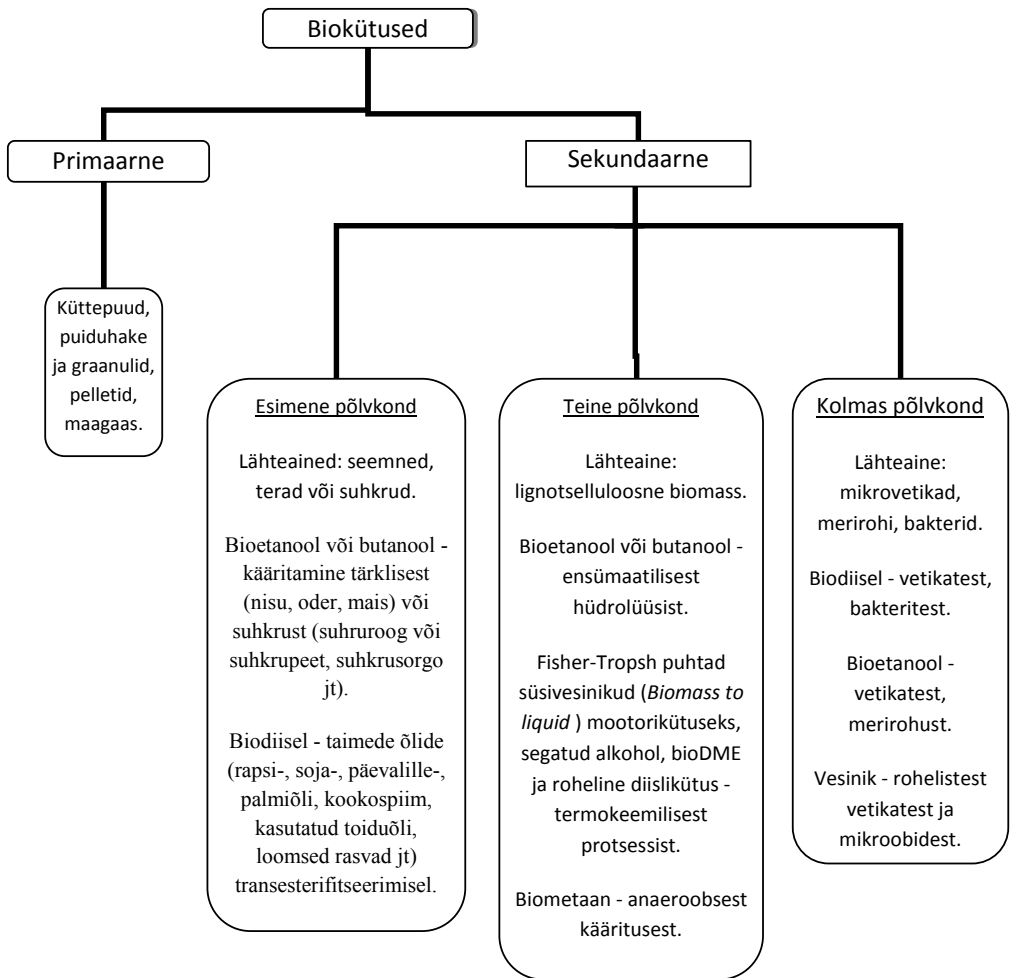 Biokütused
Primaarne
Sekundaarne
Küttepuud,
puiduhake
ja graanulid,
pelletid,
maagaas.
Esimene põlvkond
Lähteained: seemned,
terad või suhkrud.
Bioetanool või butanool -
kääritamine tärklisest
(nisu, oder, mais) või
suhkrust (suhruroog või
suhkrupeet, suhkrusorgo
jt).
Biodiisel - taimede õlide
(rapsi-, soja-, päevalille-,
palmiõli, kookospiim,
kasutatud toiduõli,
loomsed rasvad jt)
transesterifitseerimisel.
Teine põlvkond
Lähteaine:
lignotselluloosne biomass.
Bioetanool või butanool -
ensümaatilisest
hüdrolüüsist.
Fisher-Tropsh puhtad
süsivesinikud (Biomass to
liquid ) mootorikütuseks,
segatud alkohol, bioDME
ja roheline diislikütus -
termokeemilisest
protsessist.
Biometaan - anaeroobsest
kääritusest.
Kolmas põlvkond
Lähteaine:
mikrovetikad,
merirohi, bakterid.
Biodiisel - vetikatest,
bakteritest.
Bioetanool -
vetikatest,
merirohust.
Vesinik - rohelistest
vetikatest ja
mikroobidest.